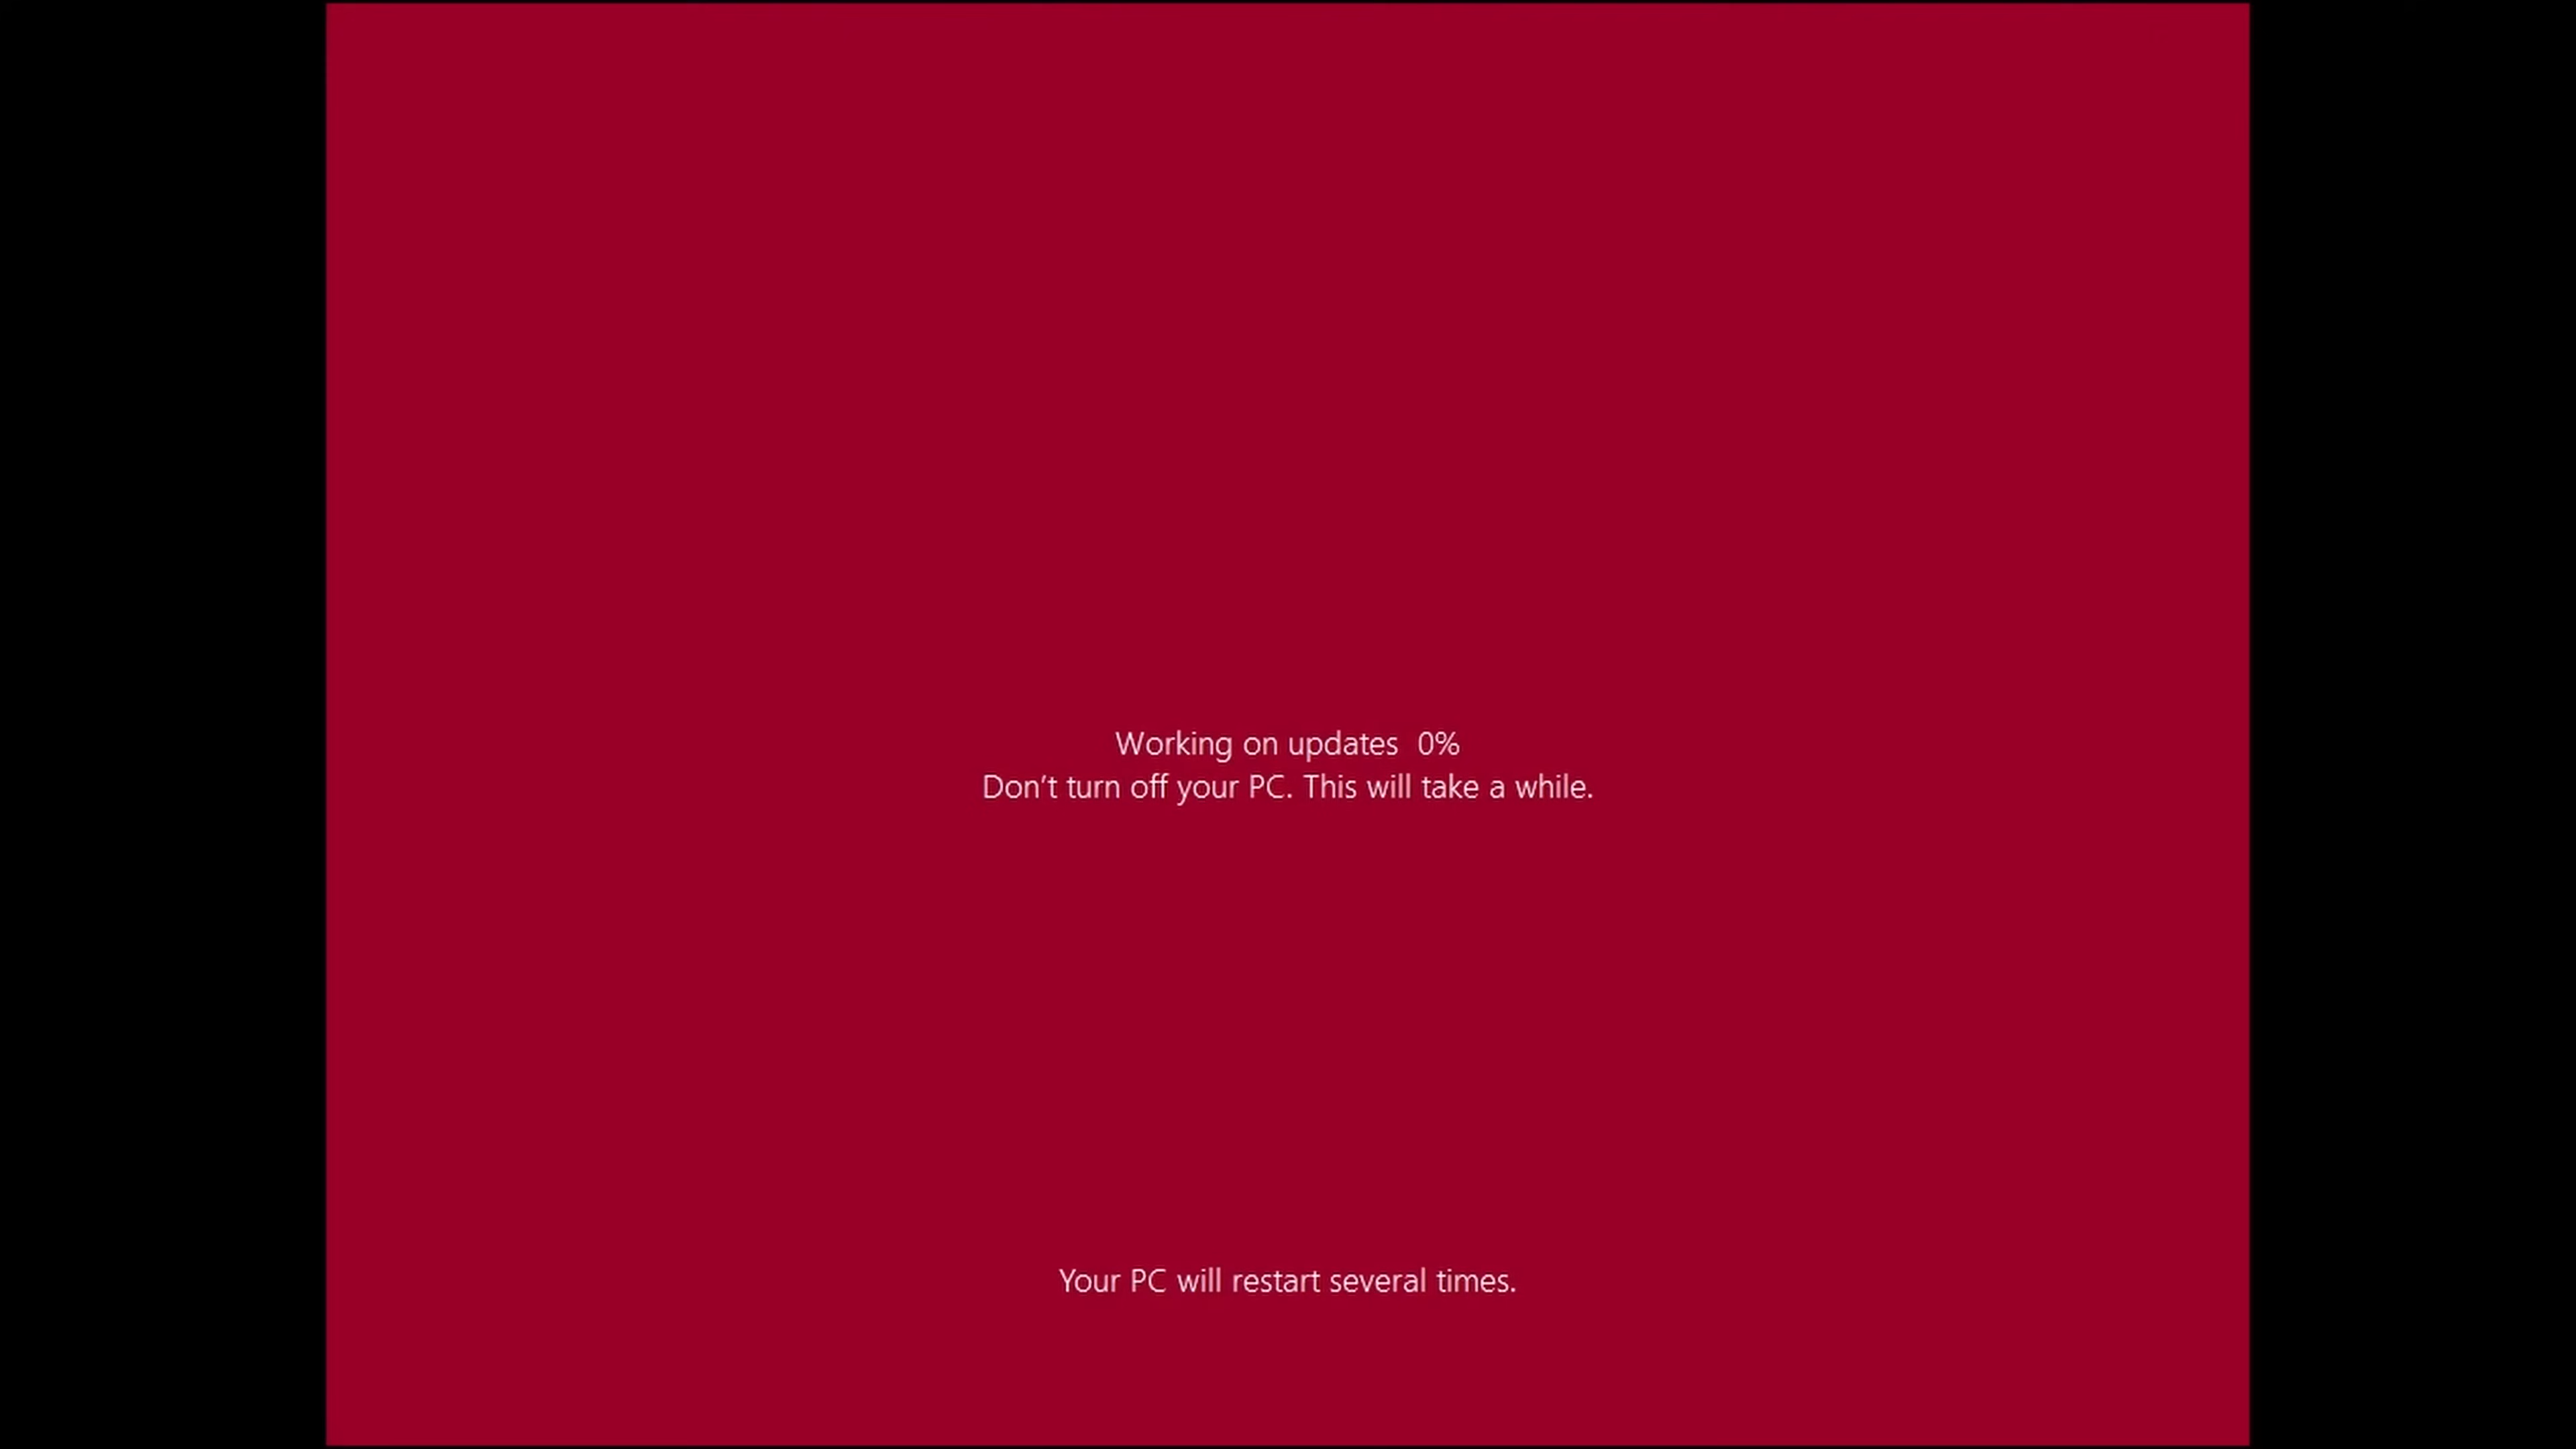 Working on updates  0%
Don’t turn off your PC. This will take a while.
Your PC will restart several times.